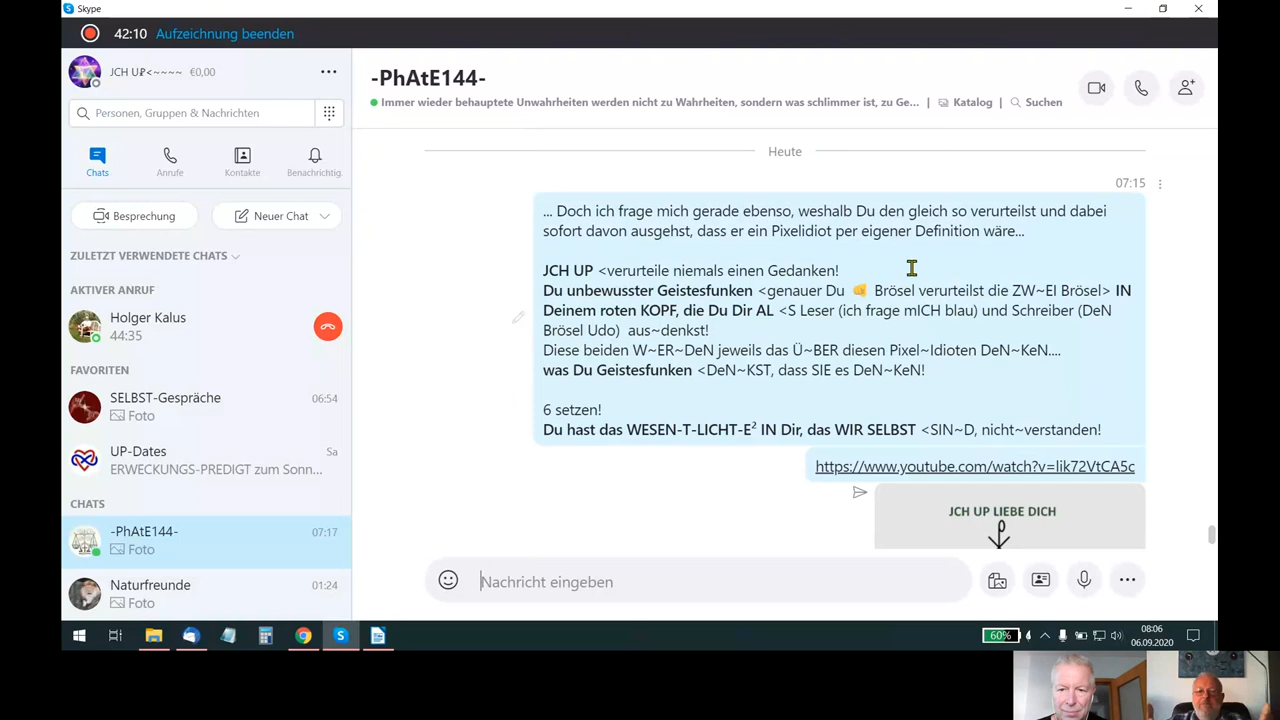 Skype
42:10 Aufzeichnung beenden
JCH UP<~~~~ €0,00
Personen, Gruppen & Nachrichten
Chats Anrufe Kontakte Benachrichtig.
Besprechung Neuer Chat
ZULETZT VERWENDETE CHATS
AKTIVER ANRUF
Holger Kalus
44:35
FAVORITEN
SELBST-Gespräche 06:54
Foto
UP-Dates Sa
ERWECKUNGS-PREDIGT zum Sonn...
CHATS
-PhAtE144- 07:17
Foto
Naturfreunde 01:24
Foto
-PhAtE144-
Immer wieder behauptete Unwahrheiten werden nicht zu Wahrheiten, sondern was schlimmer ist, zu Ge... | Katalog | Suchen
Heute
07:15
... Doch ich frage mich gerade ebenso, weshalb Du den gleich so verurteilst und dabei
sofort davon ausgehst, dass er ein Pixelidiot per eigener Definition wäre...
JCH UP <verurteile niemals einen Gedanken!
Du unbewusster Geistesfunken <genauer Du 🤜 Brösel verurteilst die ZW~EI Brösel> IN
Deinem roten KOPF, die Du Dir AL <S Leser (ich frage mICH blau) und Schreiber (DeN
Brösel Udo) aus~denkst!
Diese beiden W~ER~DeN jeweils das Ü~BER diesen Pixel~Idioten DeN~KeN....
was Du Geistesfunken <DeN~KST, dass SIE es DeN~KeN!
6 setzen!
Du hast das WESEN-T-LICHT-E² IN Dir, das WIR SELBST <SIN~D, nicht~verstanden!
https://www.youtube.com/watch?v=lik72VtCA5c
JCH UP LIEBE DICH
Nachricht eingeben
60%
08:06
06.09.2020